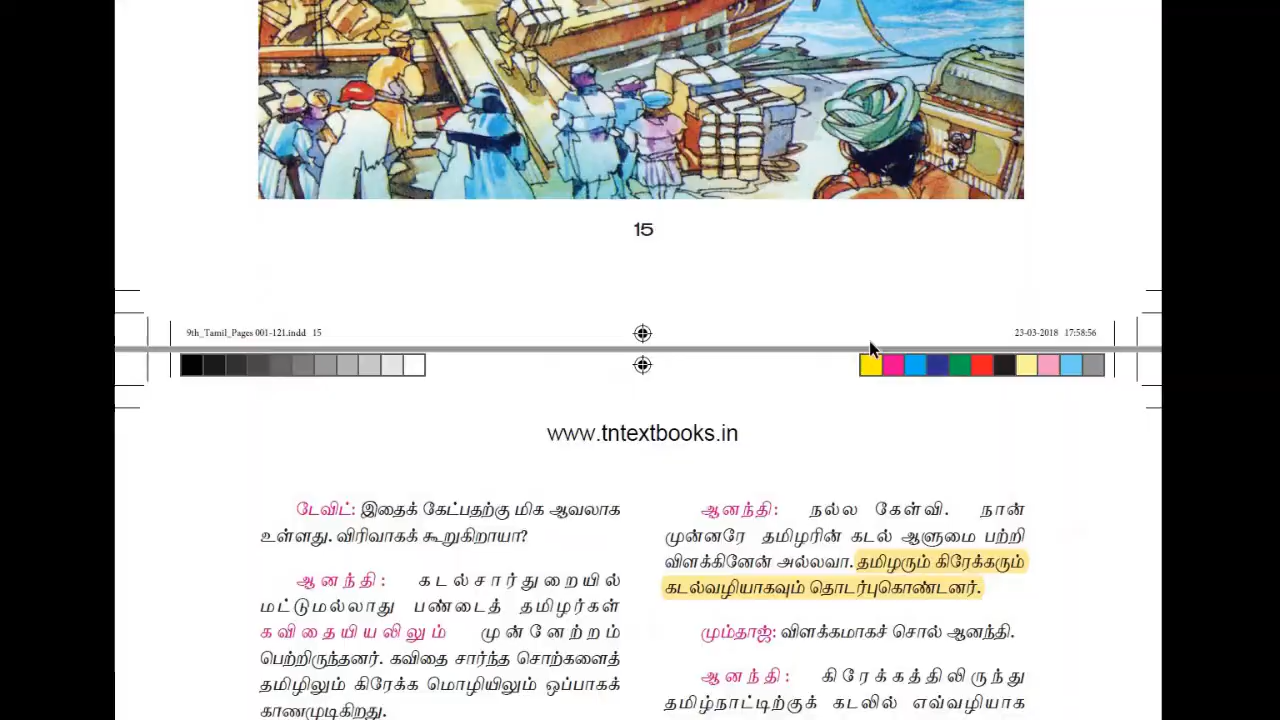 15
9th_Tamil_Pages 001-121.indd 15
23-03-2018 17:58:56
www.tntextbooks.in
டேவிட்: இதைக் கேட்பதற்கு மிக ஆவலாக
உள்ளது. விரிவாகக் கூறுகிறாயா?
ஆனந்தி: கடல்சார்துறையில்
மட்டுமல்லாது பண்டைத் தமிழர்கள்
கவிதையியலிலும் முன்னேற்றம்
பெற்றிருந்தனர். கவிதை சார்ந்த சொற்களைத்
தமிழிலும் கிரேக்க மொழியிலும் ஒப்பாகக்
காணமுடிகிறது.
ஆனந்தி: நல்ல கேள்வி. நான்
முன்னரே தமிழரின் கடல் ஆளுமை பற்றி
விளக்கினேன் அல்லவா. தமிழரும் கிரேக்கரும்
கடல்வழியாகவும் தொடர்புகொண்டனர்.
மும்தாஜ்: விளக்கமாகச் சொல் ஆனந்தி.
ஆனந்தி: கிரேக்கத்திலிருந்து
தமிழ்நாட்டிற்குக் கடலில் எவ்வழியாக